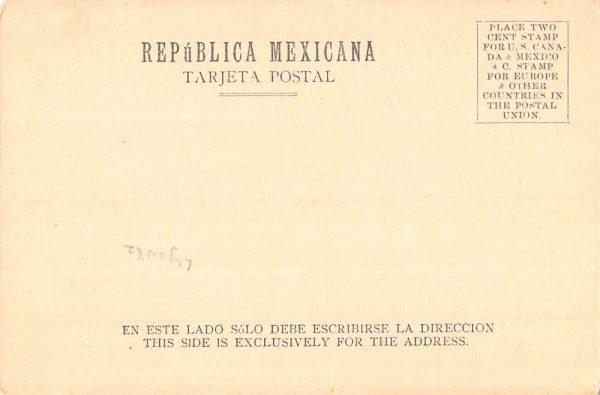 REPúBLICA MEXICANA
TARJETA POSTAL
PLACE TWO
CENT STAMP
FOR U. S. CANA-
DA & MEXICO
4 C. STAMP
FOR EUROPE
& OTHER
COUNTRIES IN
THE POSTAL
UNION.
EN ESTE LADO SóLO DEBE ESCRIBIRSE LA DIRECCION
THIS SIDE IS EXCLUSIVELY FOR THE ADDRESS.